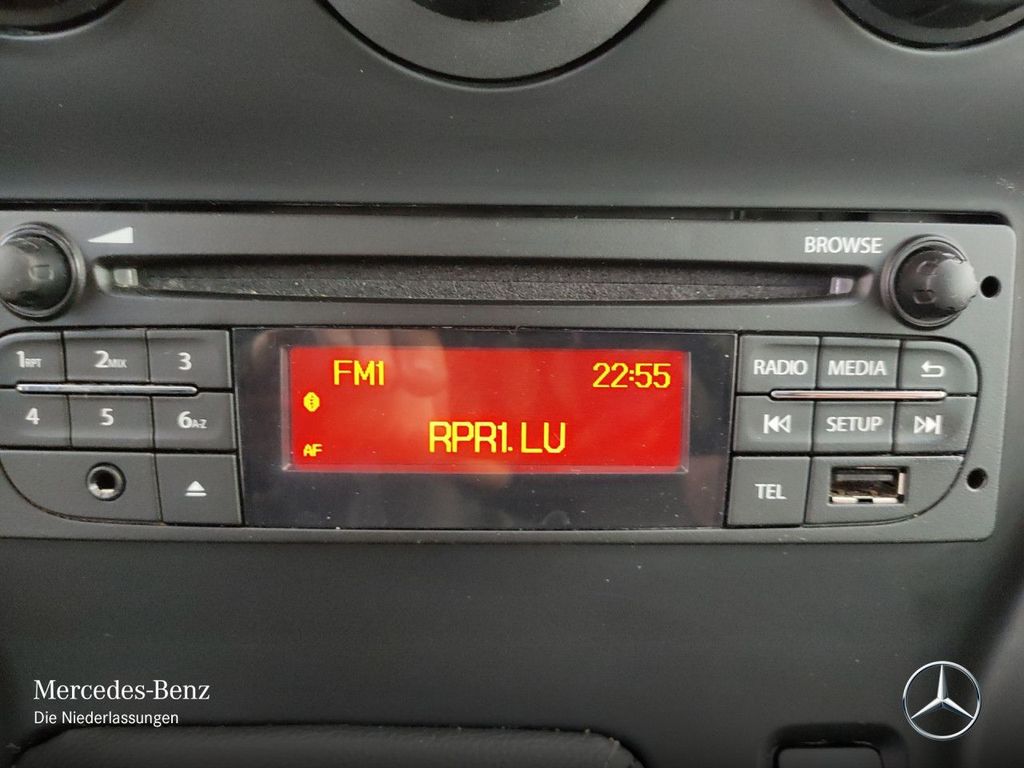 BROWSE
1RPT 2MIX 3
FM1 22:55
RADIO MEDIA
4 5 6A-Z
AF RPR1.LU
SETUP
TEL
Mercedes-Benz
Die Niederlassungen